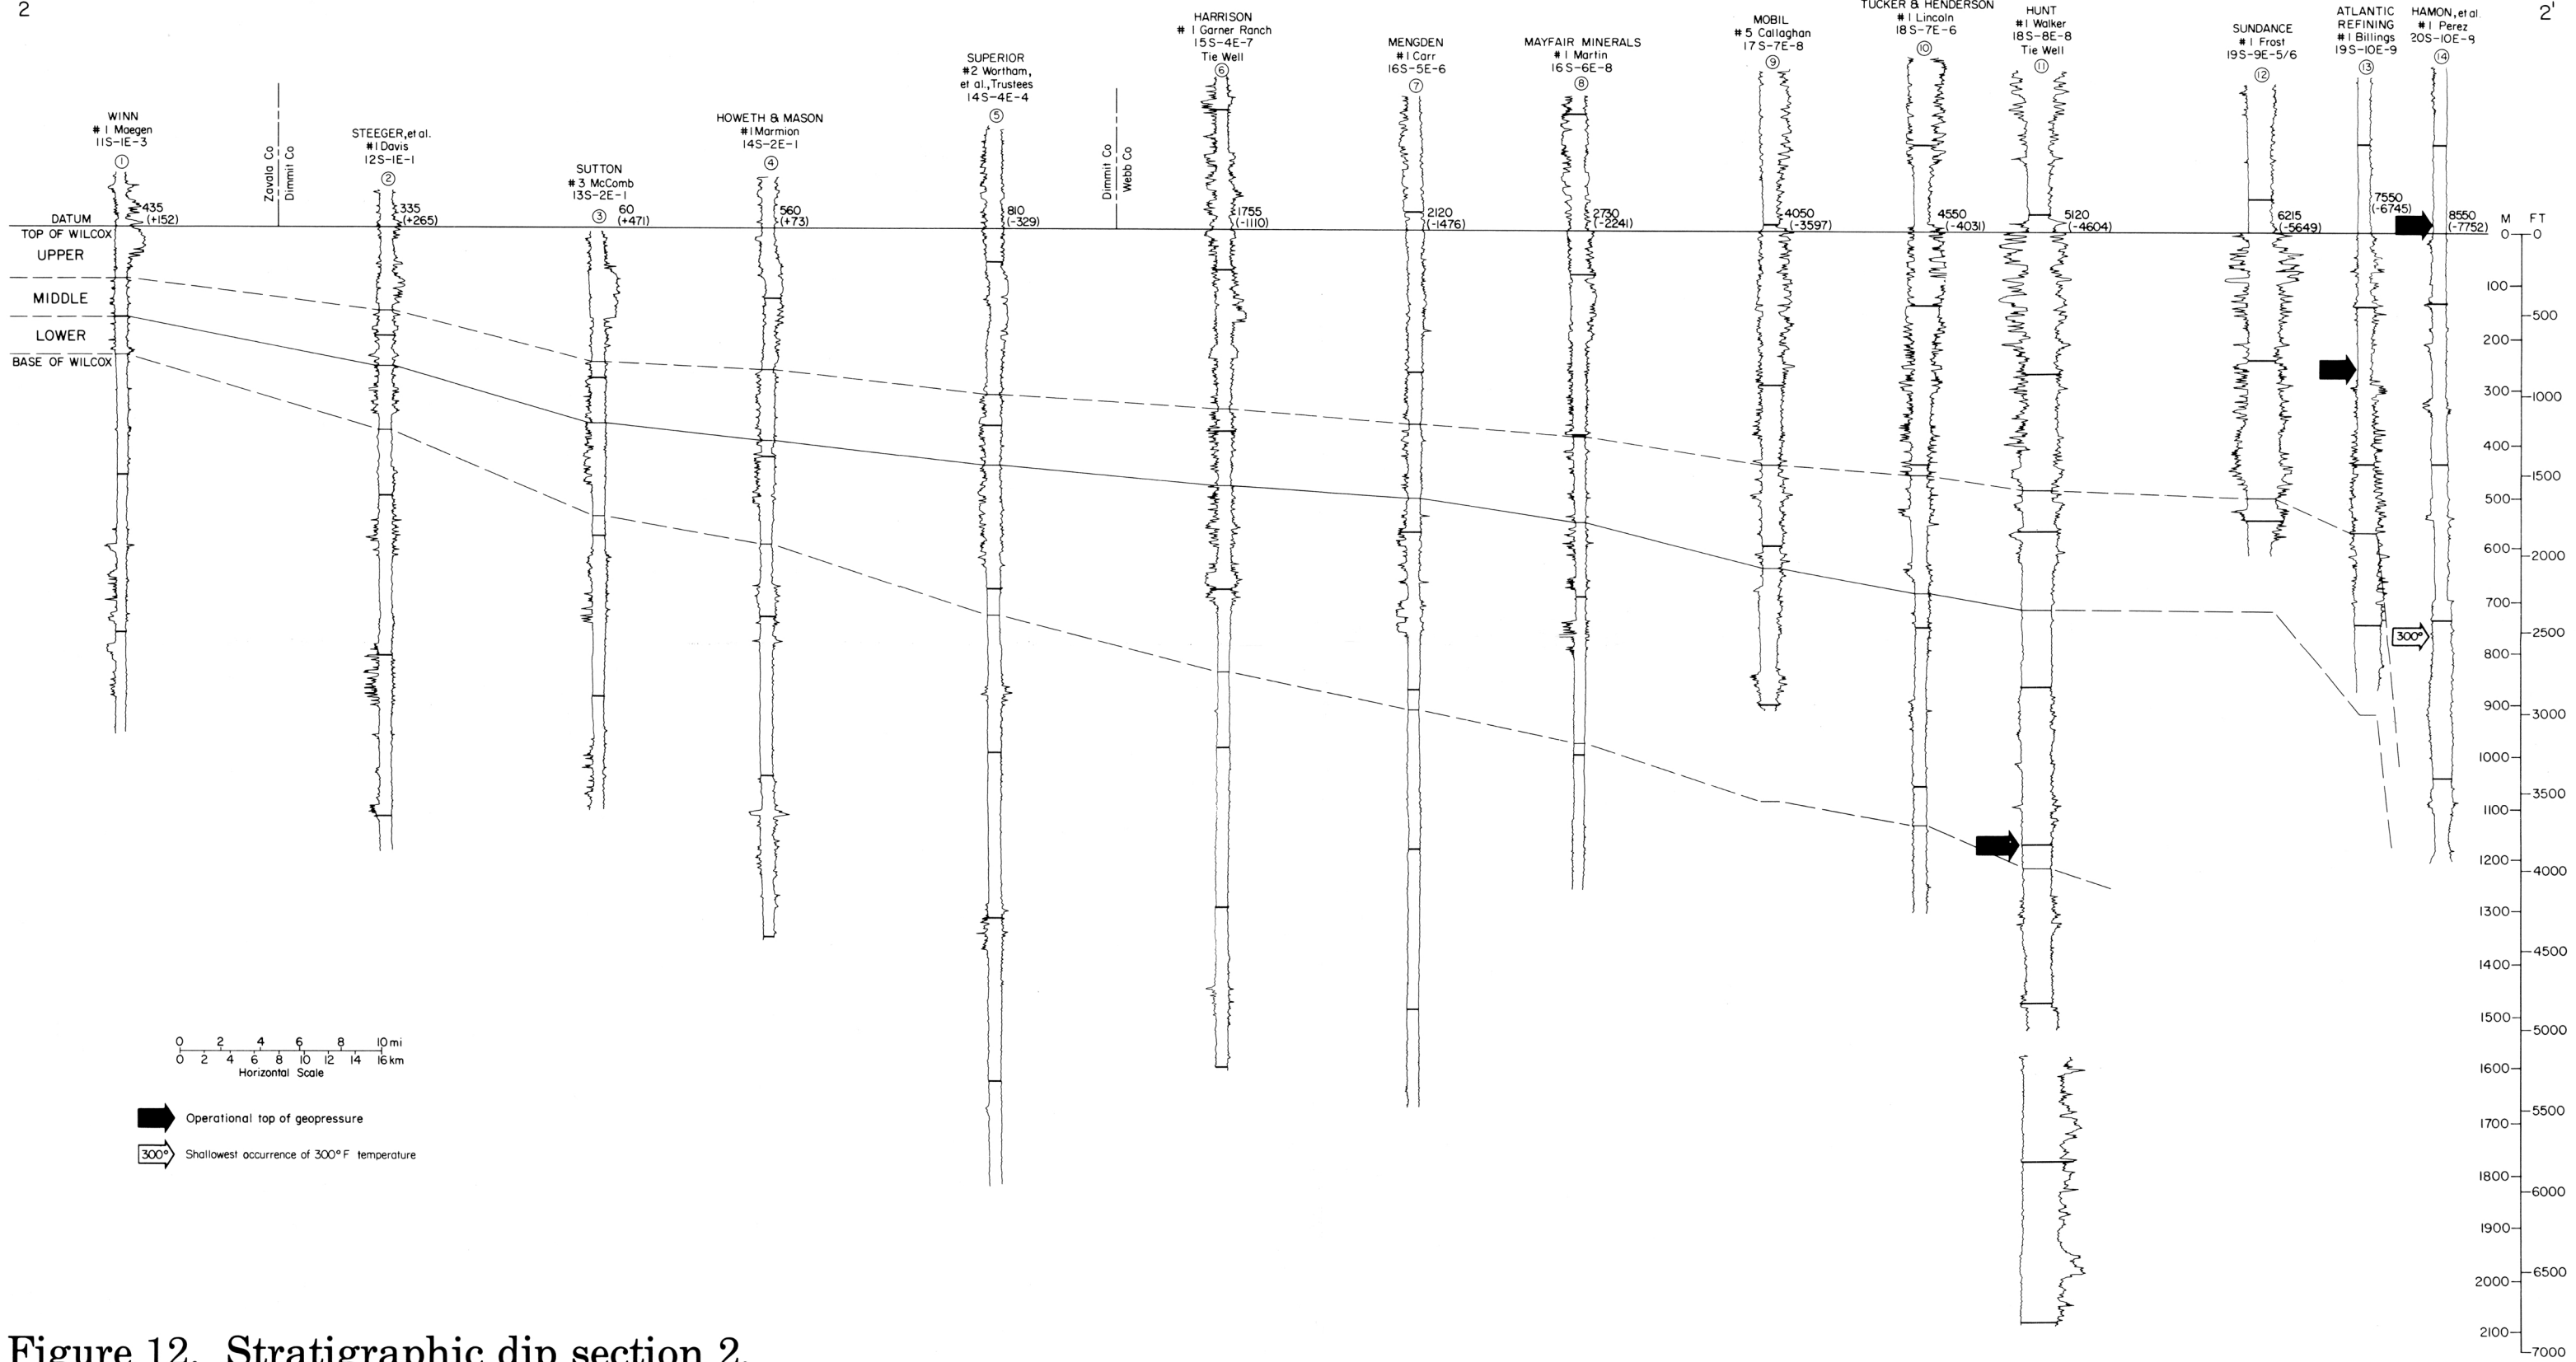 2
2'
WINN
# 1 Maegen
11S-1E-3
1
435
(+152)
Zavala Co
Dimmit Co
STEEGER, et al.
#1 Davis
12S-1E-1
2
335
(+265)
SUTTON
# 3 McComb
13S-2E-1
3
60
(+471)
HOWETH & MASON
#1 Marmion
14S-2E-1
4
560
(+73)
SUPERIOR
#2 Wortham,
et al., Trustees
14S-4E-4
5
810
(-329)
Dimmit Co
Webb Co
HARRISON
# 1 Garner Ranch
15S-4E-7
Tie Well
6
1755
(-1110)
MENGDEN
#1 Carr
16S-5E-6
7
2120
(-1476)
MAYFAIR MINERALS
#1 Martin
16S-6E-8
8
2730
(-2241)
MOBIL
# 5 Callaghan
17S-7E-8
9
4050
(-3597)
TUCKER & HENDERSON
# 1 Lincoln
18S-7E-6
10
4550
(-4031)
HUNT
#1 Walker
18S-8E-8
Tie Well
11
5120
(-4604)
SUNDANCE
# 1 Frost
19S-9E-5/6
12
6215
(-5649)
ATLANTIC
REFINING
#1 Billings
19S-10E-9
13
7550
(-6745)
HAMON, et al.
# 1 Perez
20S-10E-9
14
8550
(-7752)
DATUM
TOP OF WILCOX
UPPER
MIDDLE
LOWER
BASE OF WILCOX
M FT
0 0
100
500
200
300
1000
400
1500
500
600
2000
700
2500
800
900
3000
1000
3500
1100
1200
4000
1300
4500
1400
1500
5000
1600
5500
1700
1800
6000
1900
6500
2000
2100
7000
300°
0 2 4 6 8 10 mi
0 2 4 6 8 10 12 14 16 km
Horizontal Scale
Operational top of geopressure
300° Shallowest occurrence of 300° F temperature
Figure 12. Stratigraphic dip section 2.